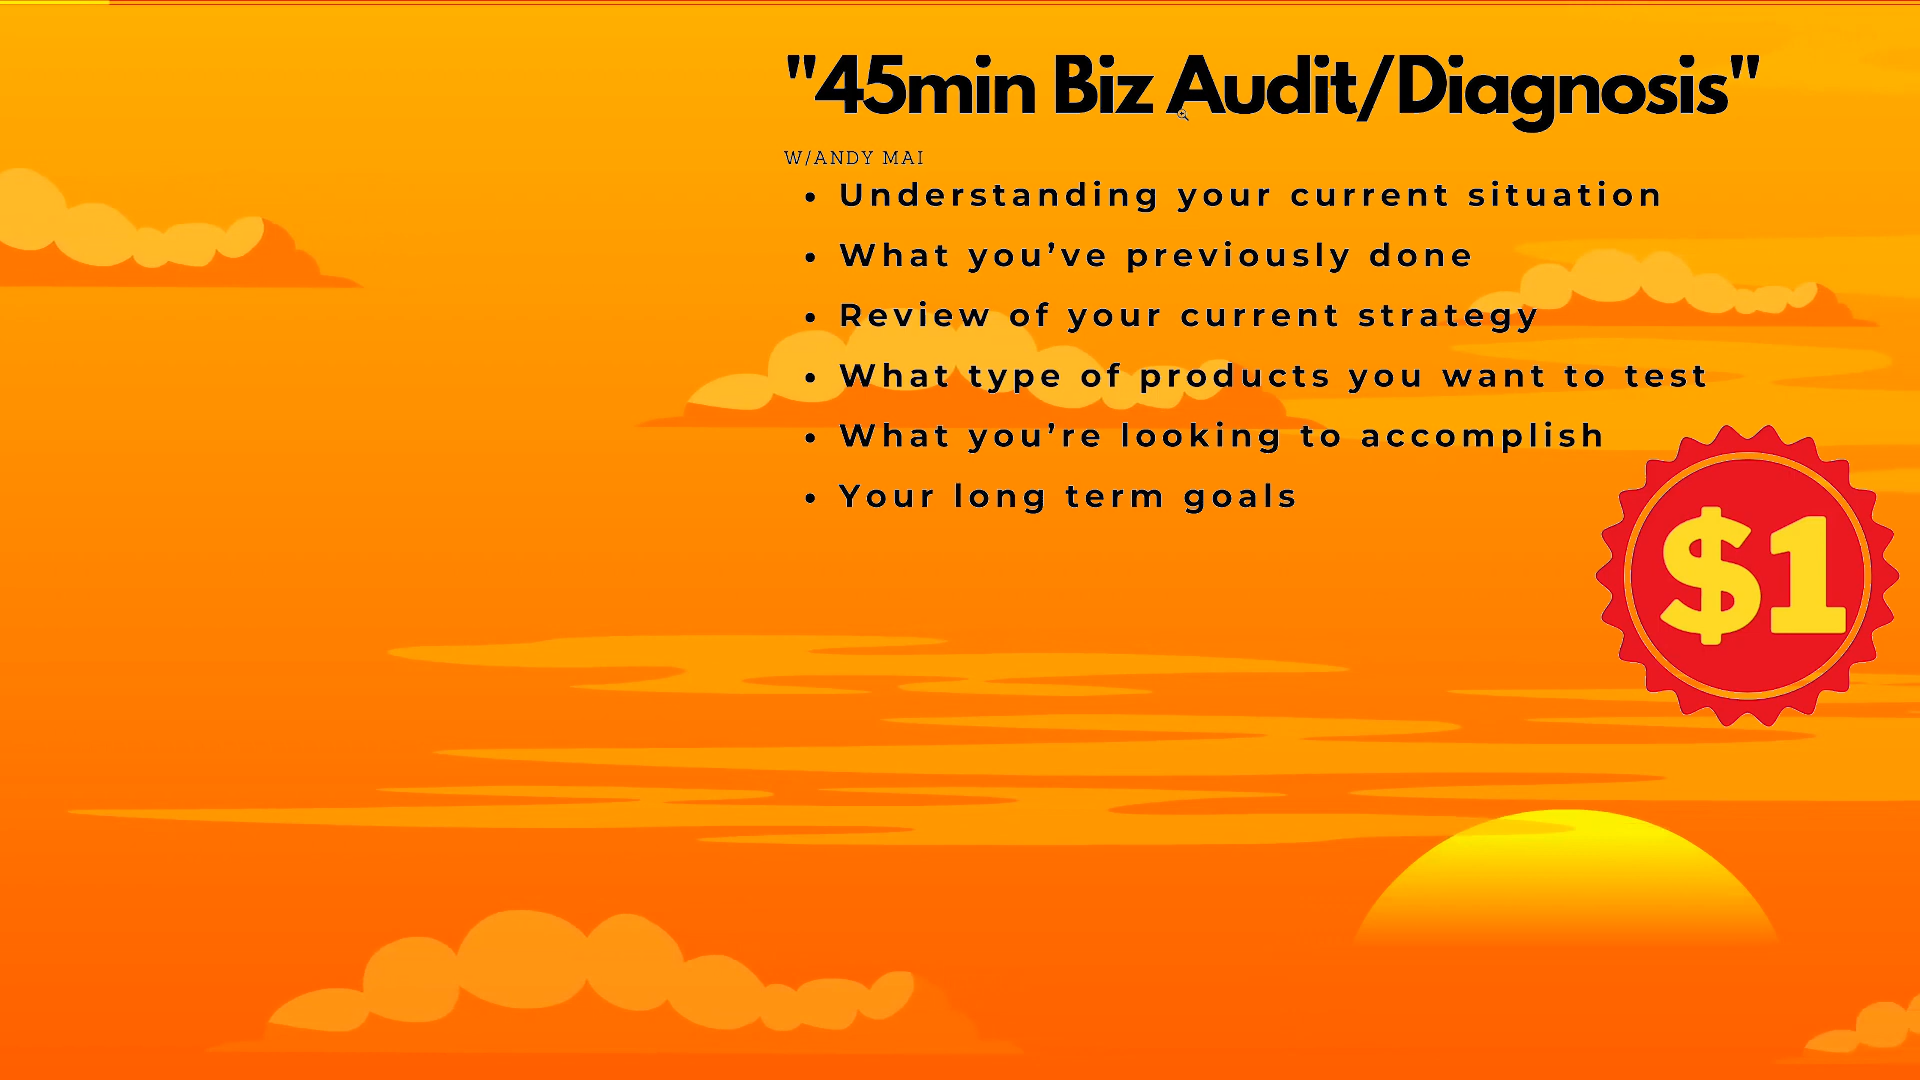 "45min Biz Audit/Diagnosis"
W/ANDY MAI
• Understanding your current situation
• What you’ve previously done
• Review of your current strategy
• What type of products you want to test
• What you’re looking to accomplish
• Your long term goals
$1